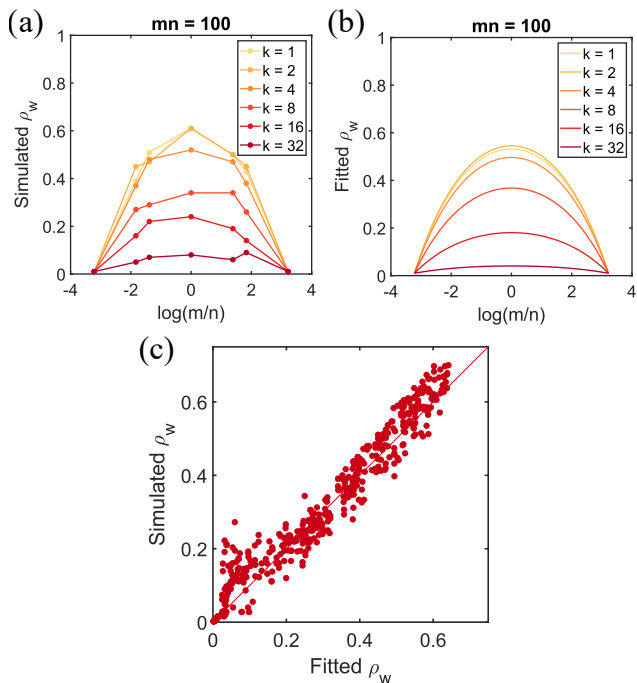 (a)
mn = 100
1
0.8
0.6
0.4
0.2
0
Simulated ρw
k = 1
k = 2
k = 4
k = 8
k = 16
k = 32
-4 -2 0 2 4
log(m/n)
(b)
mn = 100
1
0.8
0.6
0.4
0.2
0
Fitted ρw
k = 1
k = 2
k = 4
k = 8
k = 16
k = 32
-4 -2 0 2 4
log(m/n)
(c)
0.6
0.4
0.2
0
Simulated ρw
0 0.2 0.4 0.6
Fitted ρw